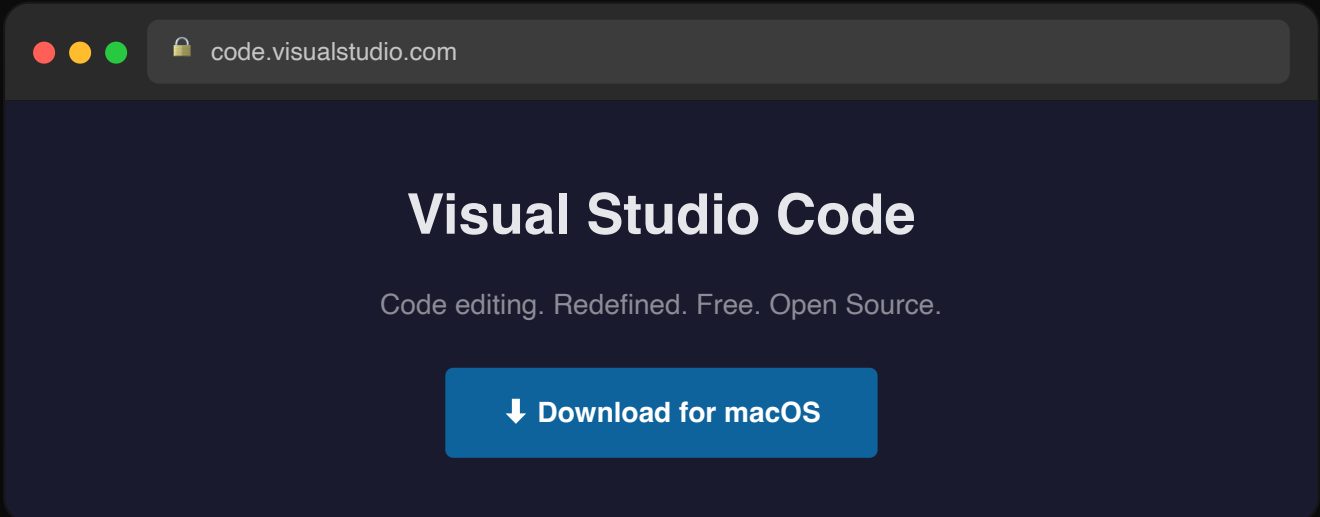 code.visualstudio.com
Visual Studio Code
Code editing. Redefined. Free. Open Source.
⬇ Download for macOS